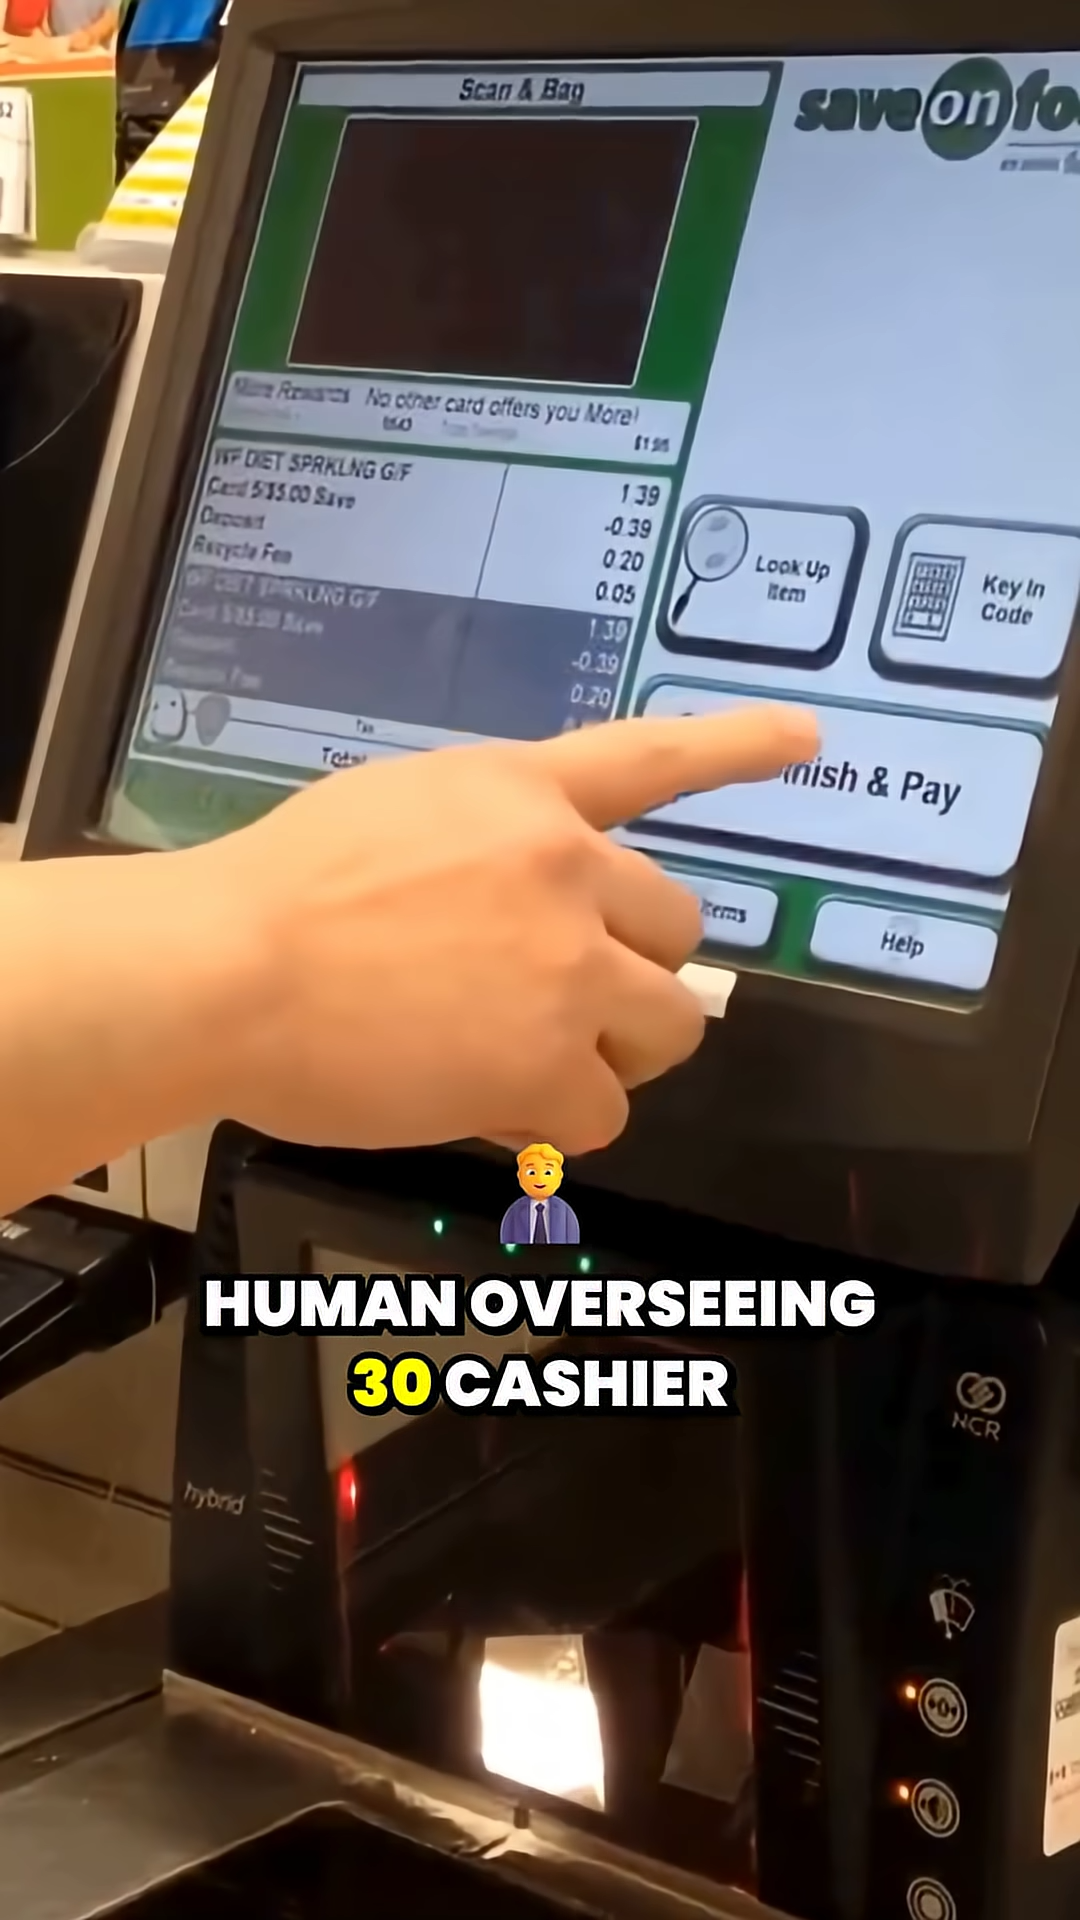 Scan & Bag
save on fo
More Rewards No other card offers you More!
$1.95
WF DIET SPRKLNG G/F 1.39
Card 5/$5.00 Save -0.39
Deposit 0.20
Recycle Fee 0.05
WF DIET SPRKLNG G/F 1.39
Card 5/$5.00 Save -0.39
Deposit 0.20
Recycle Fee
Tax
Total
Look Up
Item
Key In
Code
nish & Pay
Items
Help
HUMAN OVERSEEING
30 CASHIER
NCR
hybrid